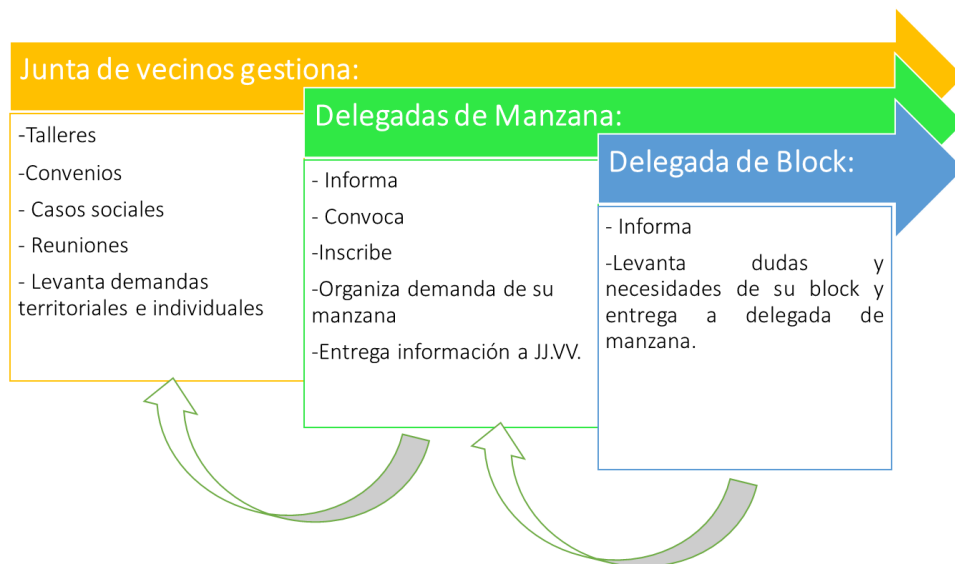 Junta de vecinos gestiona:
-Talleres
-Convenios
- Casos sociales
- Reuniones
- Levanta demandas
territoriales e individuales
Delegadas de Manzana:
- Informa
- Convoca
-Inscribe
-Organiza demanda de su
manzana
-Entrega información a JJ.VV.
Delegada de Block:
- Informa
-Levanta dudas y
necesidades de su block y
entrega a delegada de
manzana.